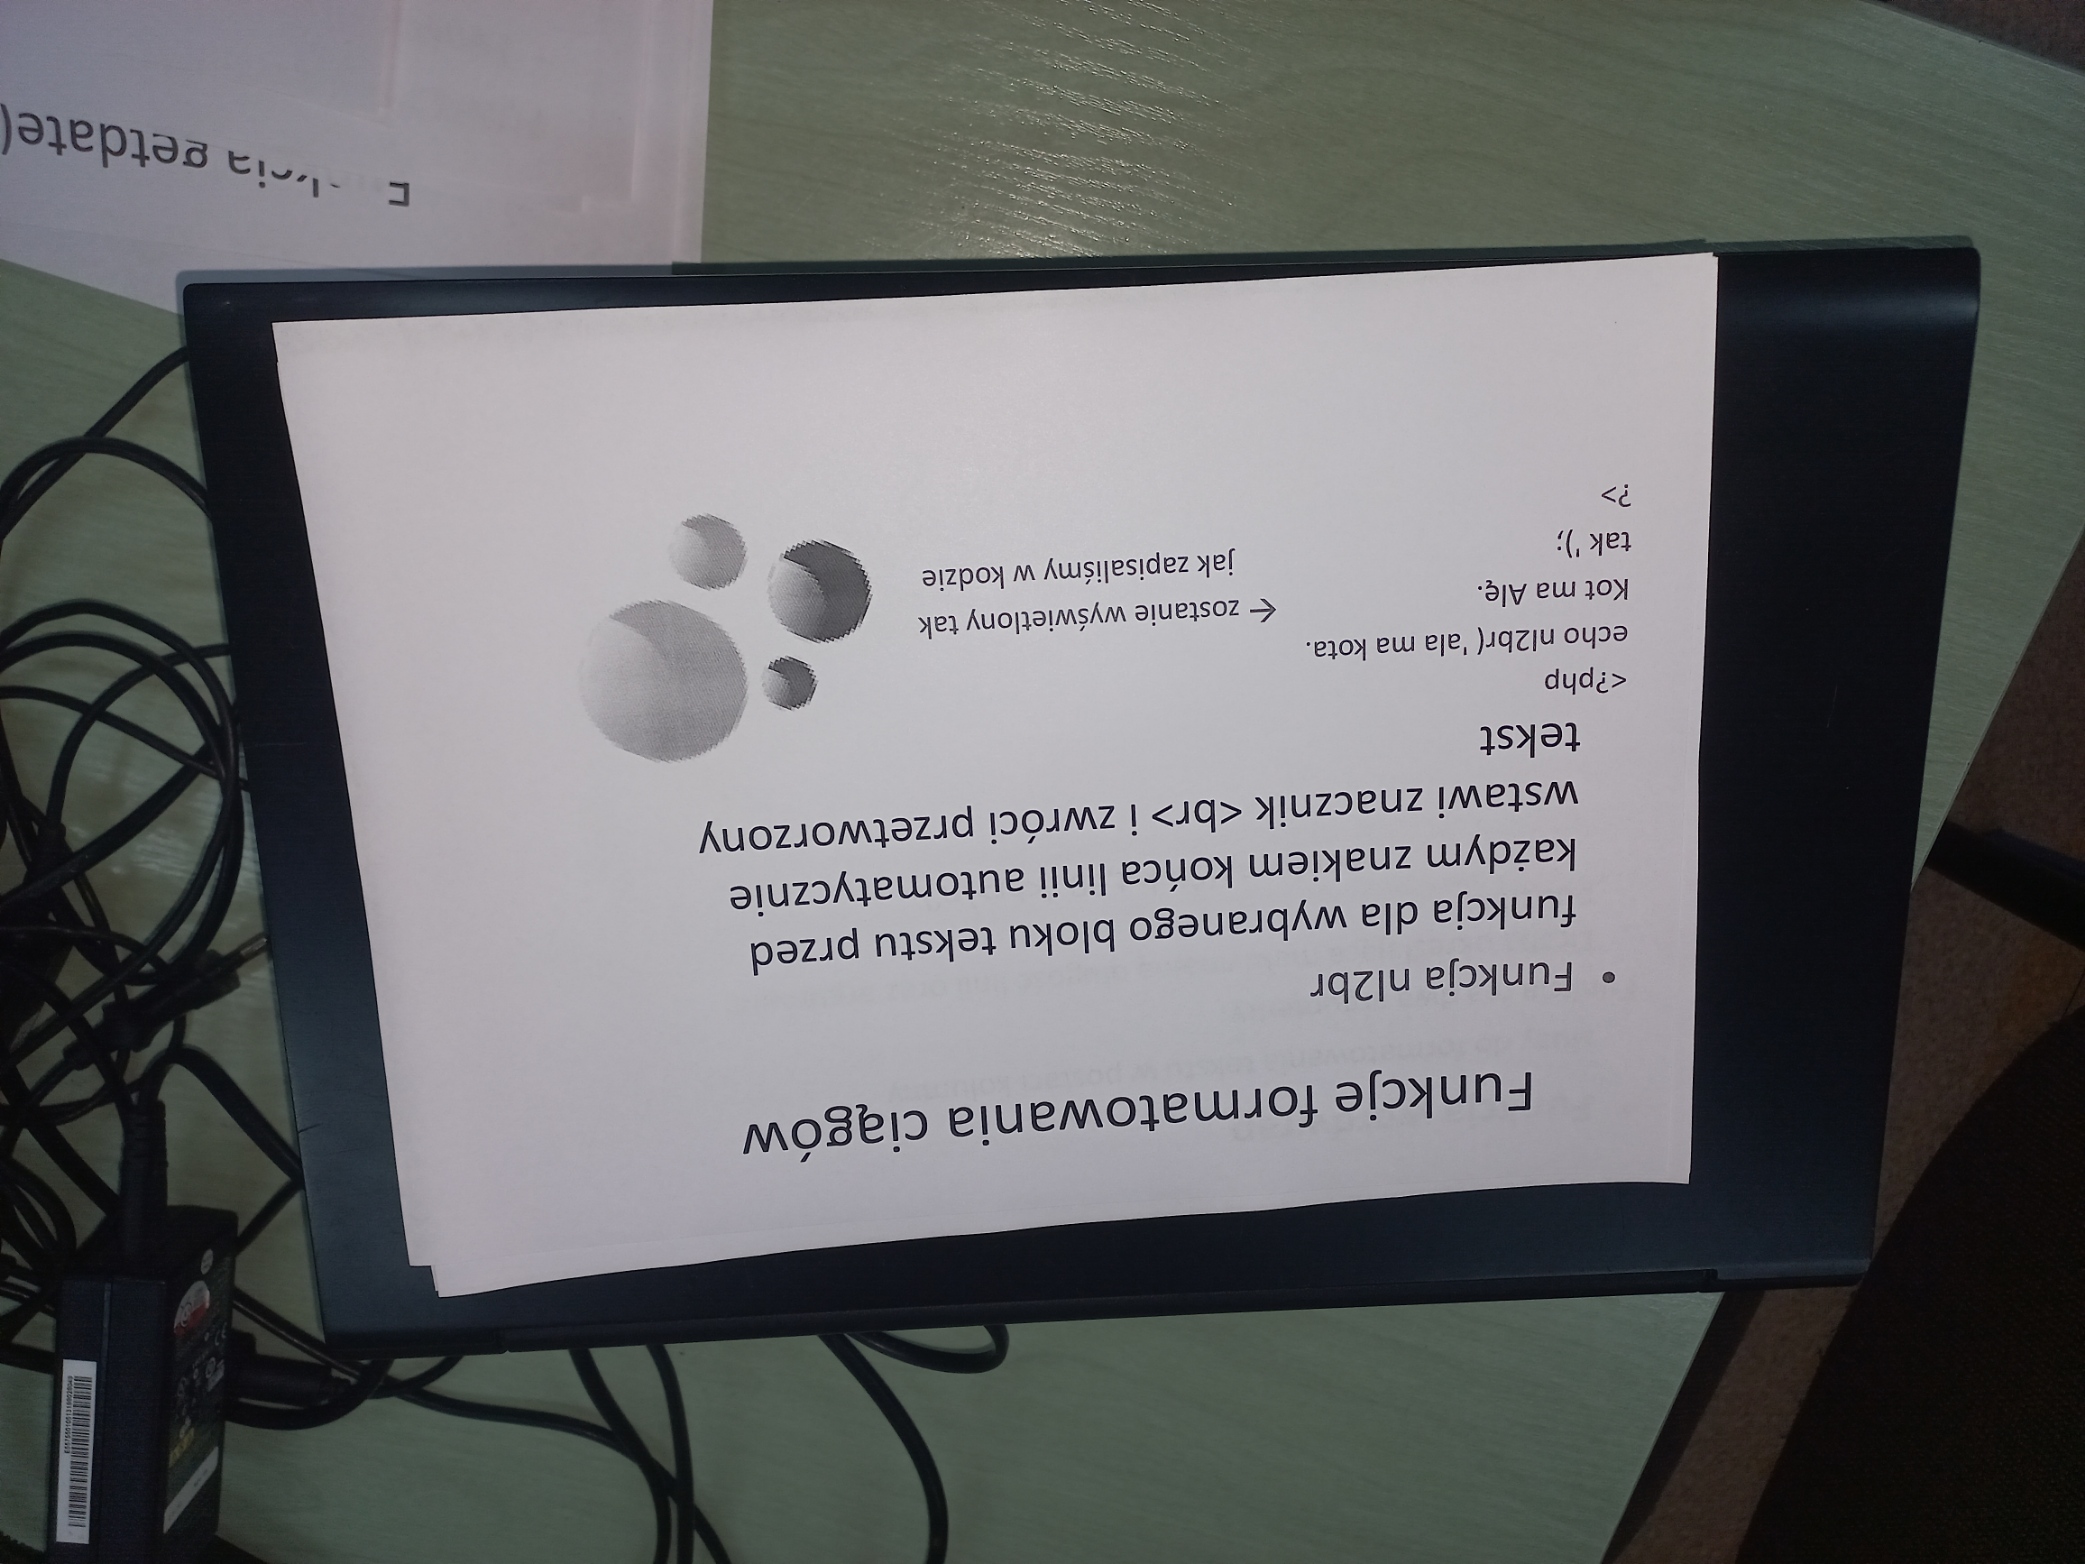 Funkcje formatowania ciągów
• Funkcja nl2br
funkcja dla wybranego bloku tekstu przed
każdym znakiem końca linii automatycznie
wstawi znacznik <br> i zwróci przetworzony
tekst
<?php
echo nl2br( 'ala ma kota.
Kot ma Alę.
tak ');
?>
← zostanie wyświetlony tak
jak zapisaliśmy w kodzie
getdate(